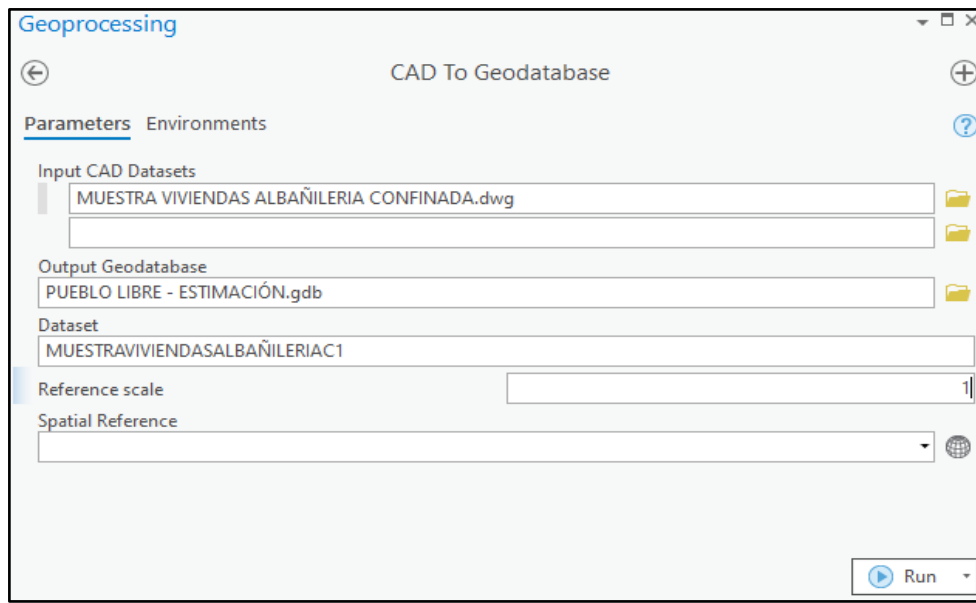 Geoprocessing
CAD To Geodatabase
Parameters Environments
Input CAD Datasets
MUESTRA VIVIENDAS ALBAÑILERIA CONFINADA.dwg
Output Geodatabase
PUEBLO LIBRE - ESTIMACIÓN.gdb
Dataset
MUESTRAVIVIENDASALBAÑILERIAC1
Reference scale 1
Spatial Reference
Run